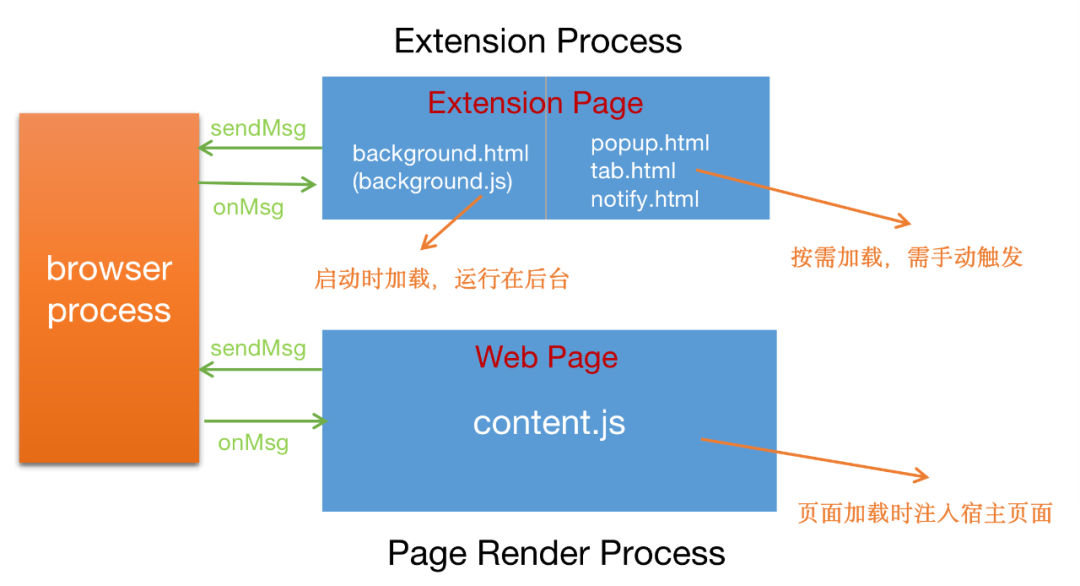 Extension Process
Extension Page
sendMsg
background.html
(background.js)
popup.html
tab.html
notify.html
onMsg
browser
process
启动时加载，运行在后台
按需加载，需手动触发
sendMsg
Web Page
content.js
onMsg
页面加载时注入宿主页面
Page Render Process